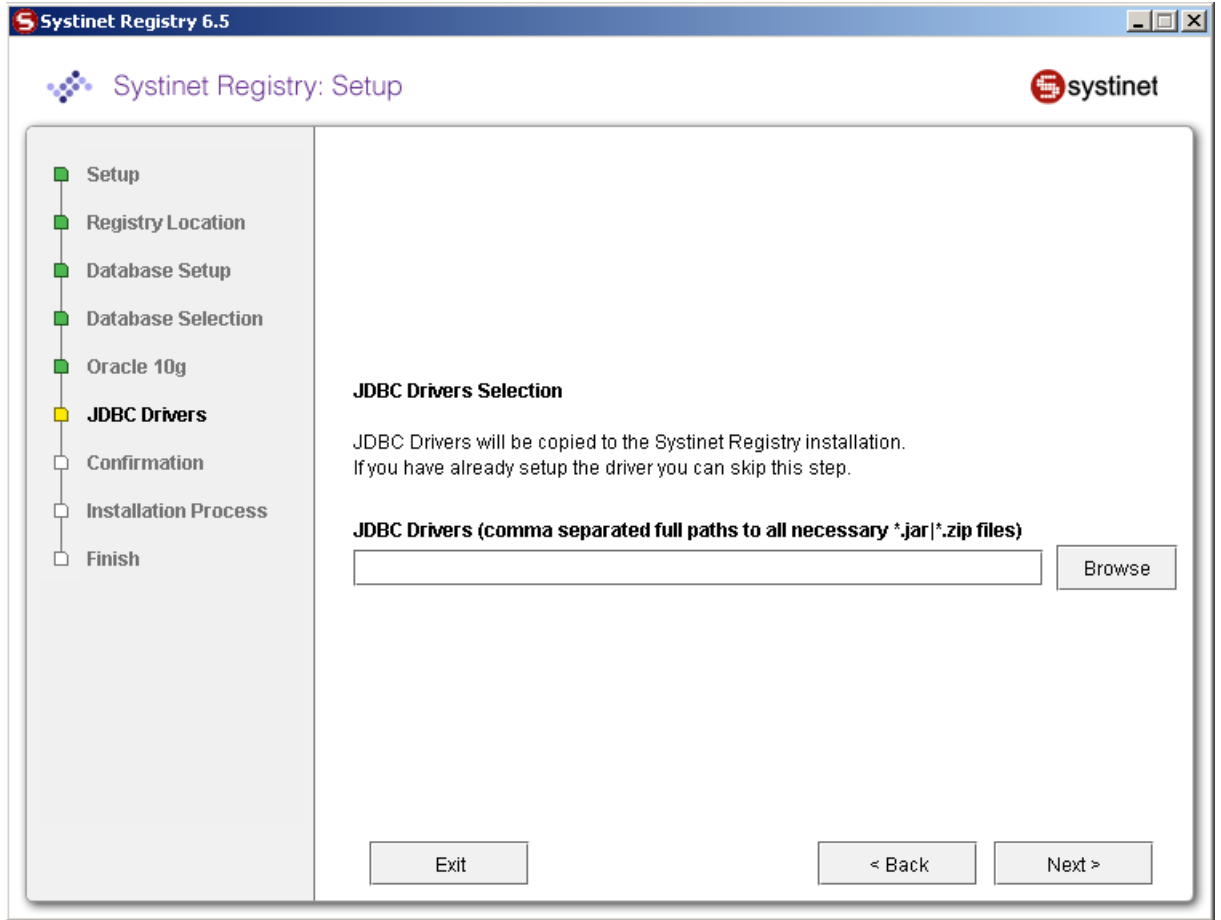 Systinet Registry 6.5
Systinet Registry: Setup
systinet
Setup
Registry Location
Database Setup
Database Selection
Oracle 10g
JDBC Drivers
Confirmation
Installation Process
Finish
JDBC Drivers Selection
JDBC Drivers will be copied to the Systinet Registry installation.
If you have already setup the driver you can skip this step.
JDBC Drivers (comma separated full paths to all necessary *.jar|*.zip files)
Browse
Exit
< Back
Next >